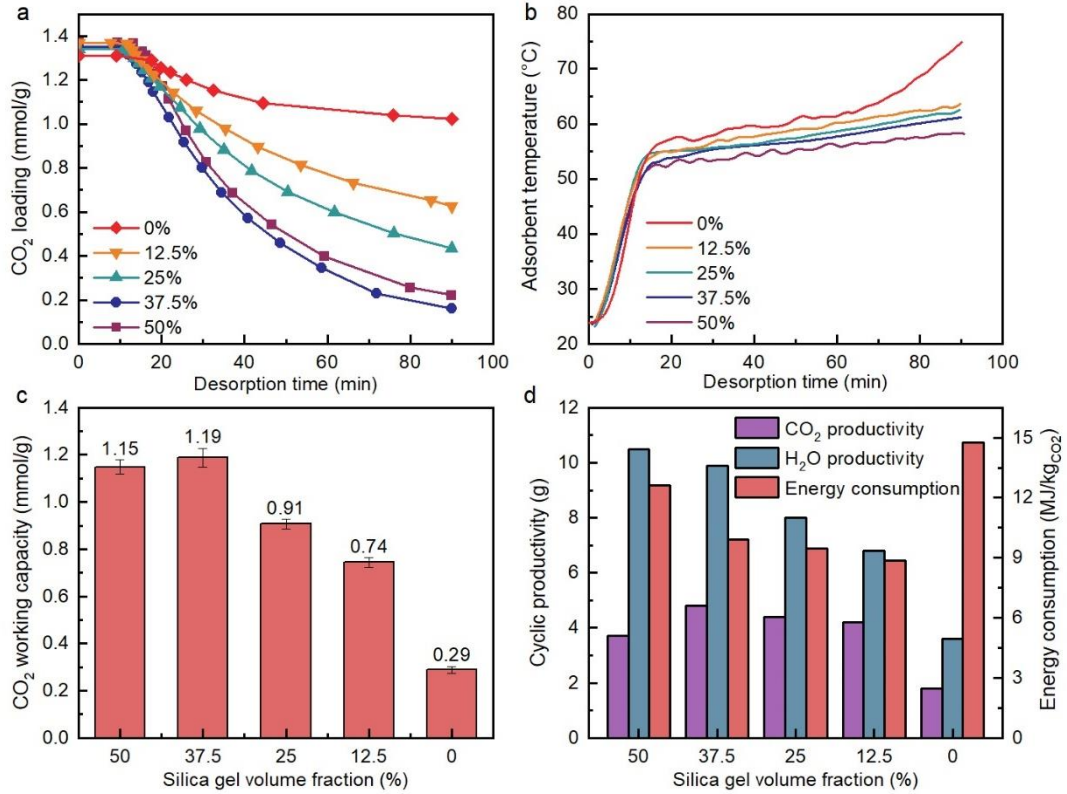 a
CO2 loading (mmol/g)
1.4
1.2
1.0
0.8
0.6
0.4
0.2
0.0
0%
12.5%
25%
37.5%
50%
0 20 40 60 80 100
Desorption time (min)
b
Adsorbent temperature (°C)
80
70
60
50
40
30
20
0%
12.5%
25%
37.5%
50%
0 20 40 60 80 100
Desorption time (min)
c
CO2 working capacity (mmol/g)
1.4
1.2
1.0
0.8
0.6
0.4
0.2
0.0
1.15
1.19
0.91
0.74
0.29
50 37.5 25 12.5 0
Silica gel volume fraction (%)
d
Cyclic productivity (g)
12
10
8
6
4
2
0
CO2 productivity
H2O productivity
Energy consumption
15
12
9
6
3
0
Energy consumption (MJ/kgCO2)
50 37.5 25 12.5 0
Silica gel volume fraction (%)